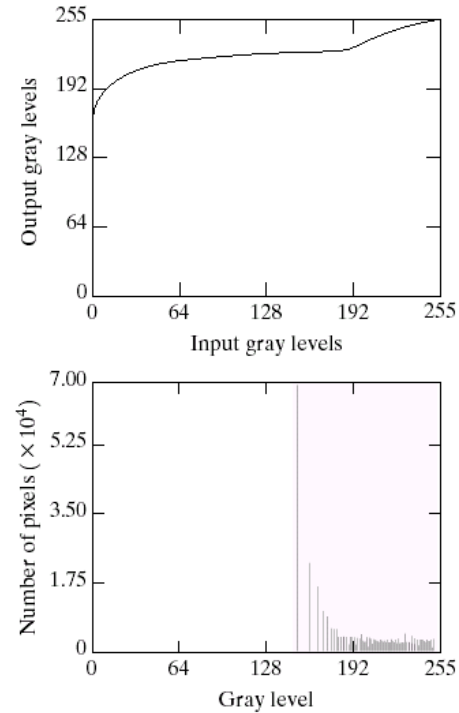 255
192
128
64
0
Output gray levels
0 64 128 192 255
Input gray levels
7.00
5.25
3.50
1.75
0
Number of pixels ( × 10⁴)
0 64 128 192 255
Gray level